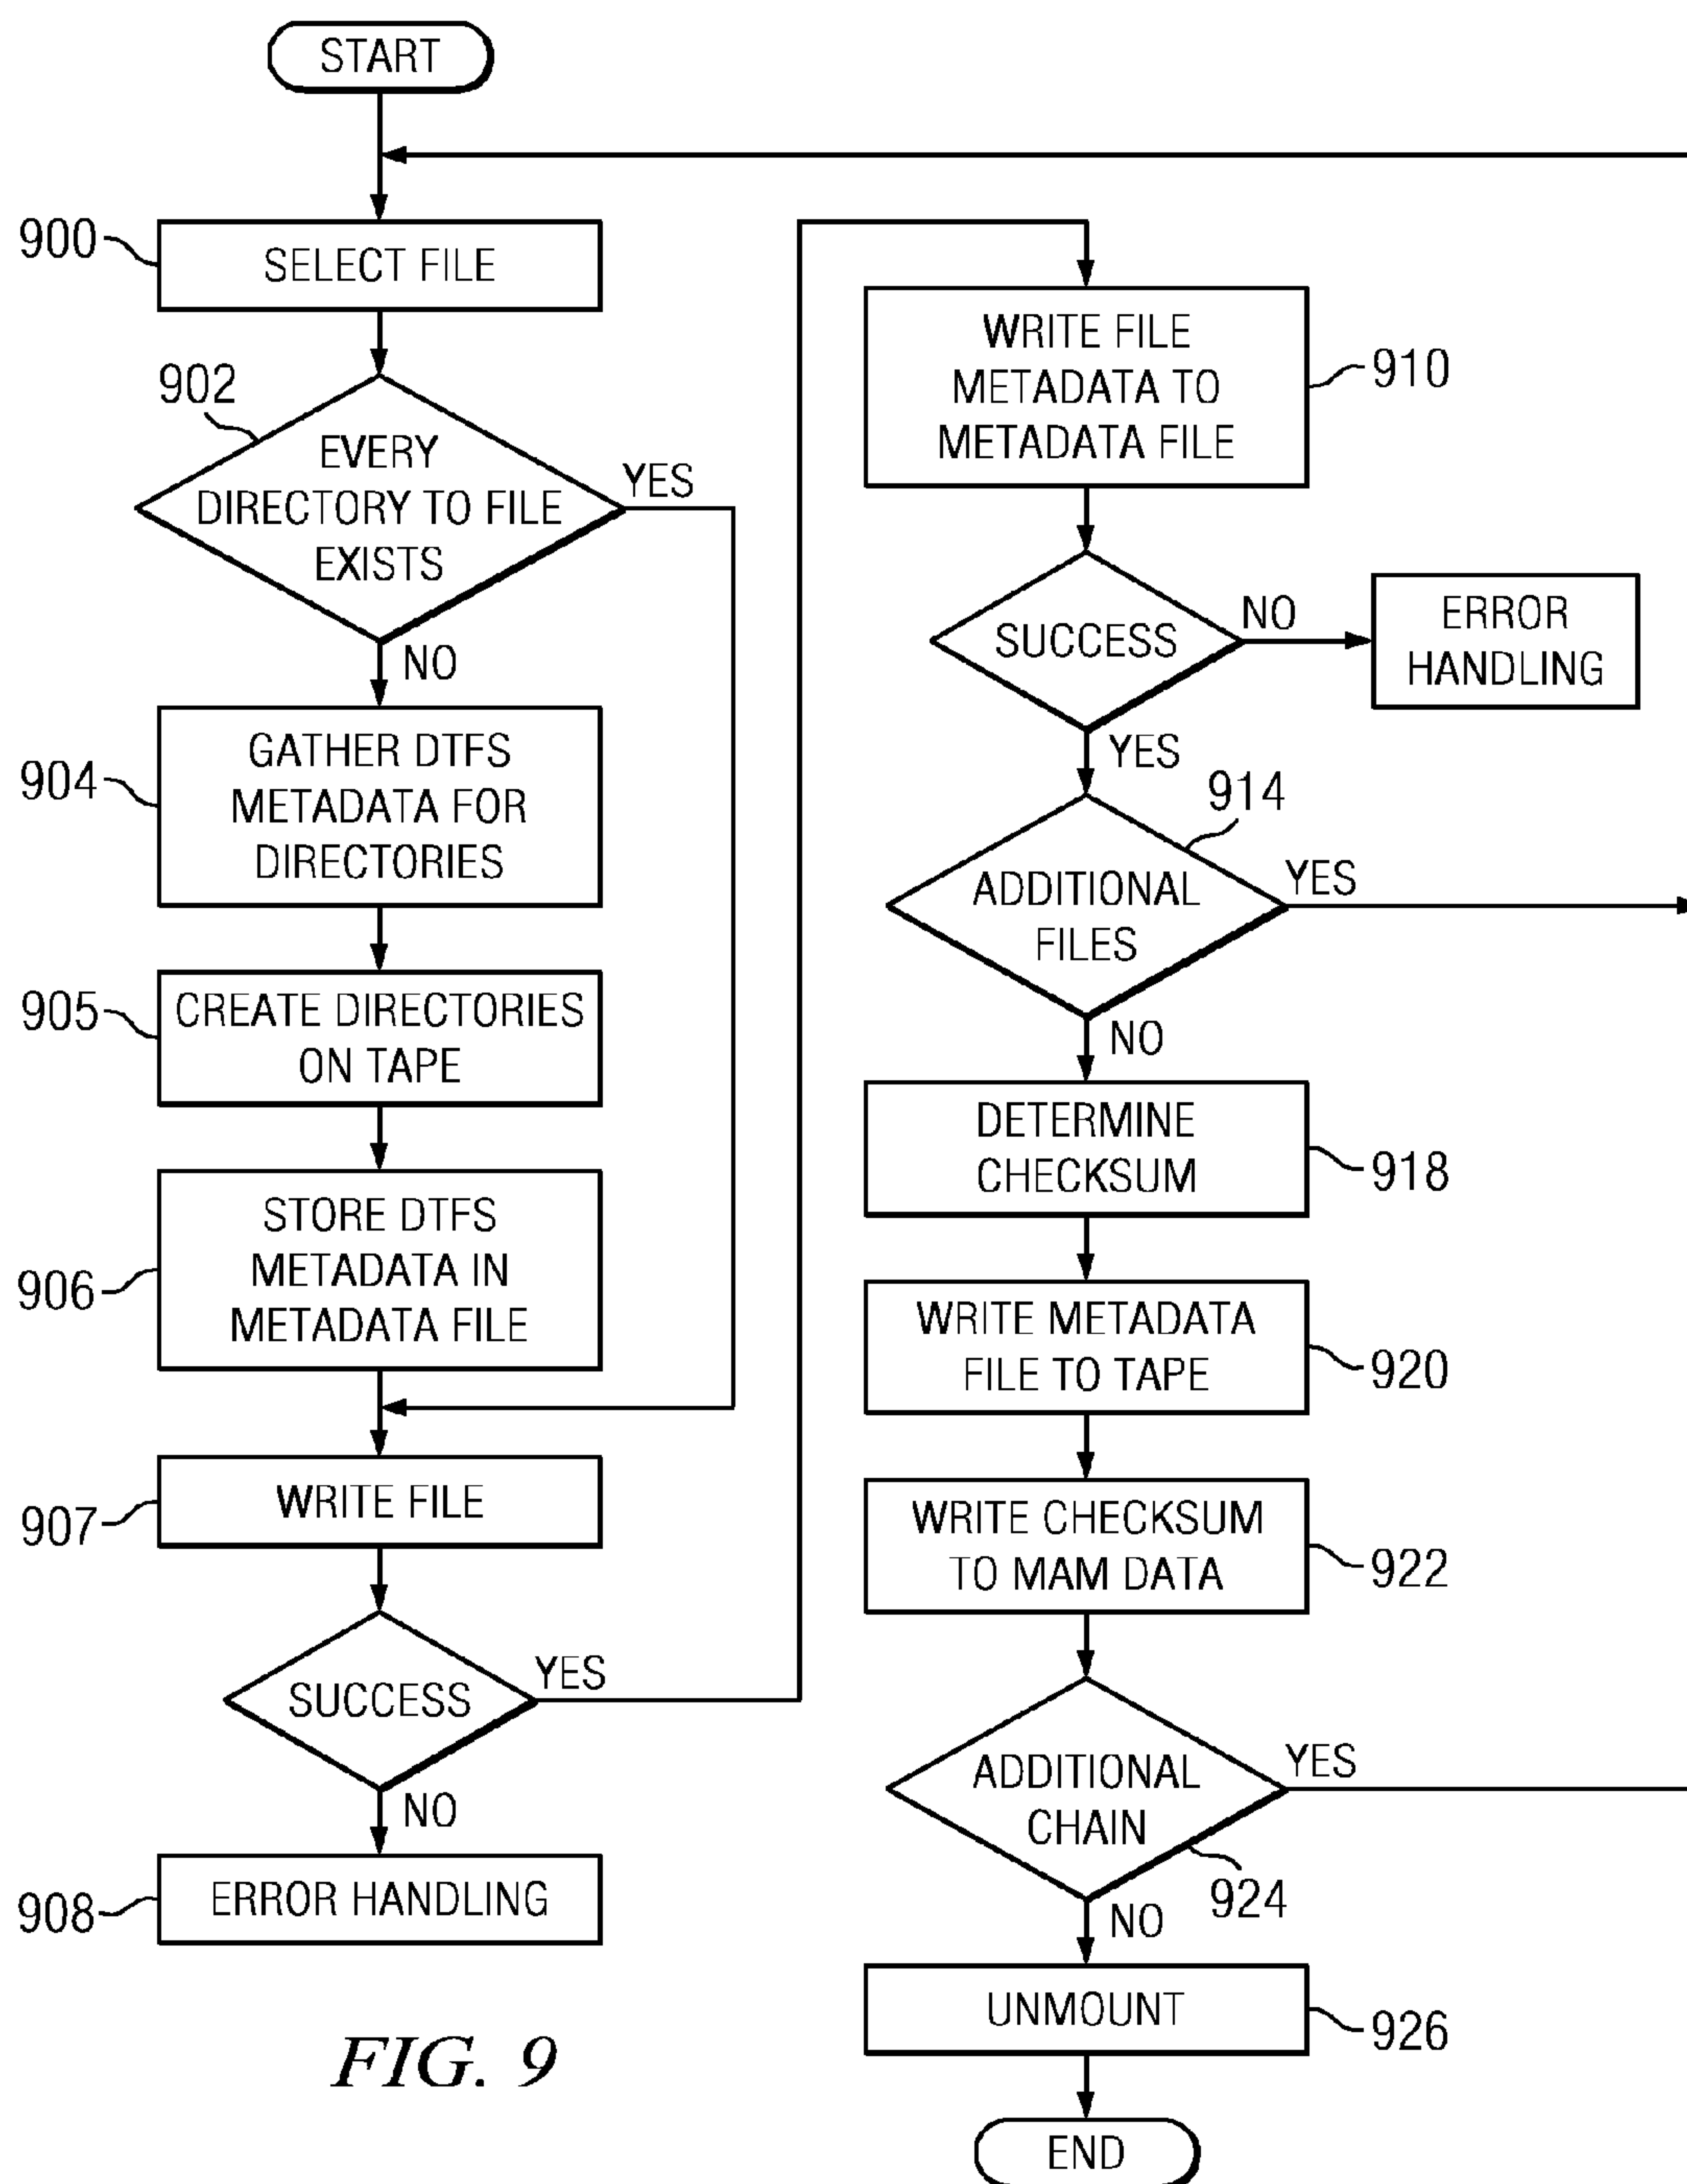 START
900
SELECT FILE
902
EVERY
DIRECTORY TO FILE
EXISTS
YES
NO
904
GATHER DTFS
METADATA FOR
DIRECTORIES
905
CREATE DIRECTORIES
ON TAPE
906
STORE DTFS
METADATA IN
METADATA FILE
907
WRITE FILE
SUCCESS
YES
NO
908
ERROR HANDLING
WRITE FILE
METADATA TO
METADATA FILE
910
SUCCESS
NO
ERROR
HANDLING
YES
914
ADDITIONAL
FILES
YES
NO
DETERMINE
CHECKSUM
918
WRITE METADATA
FILE TO TAPE
920
WRITE CHECKSUM
TO MAM DATA
922
ADDITIONAL
CHAIN
YES
924
NO
UNMOUNT
926
END
FIG. 9